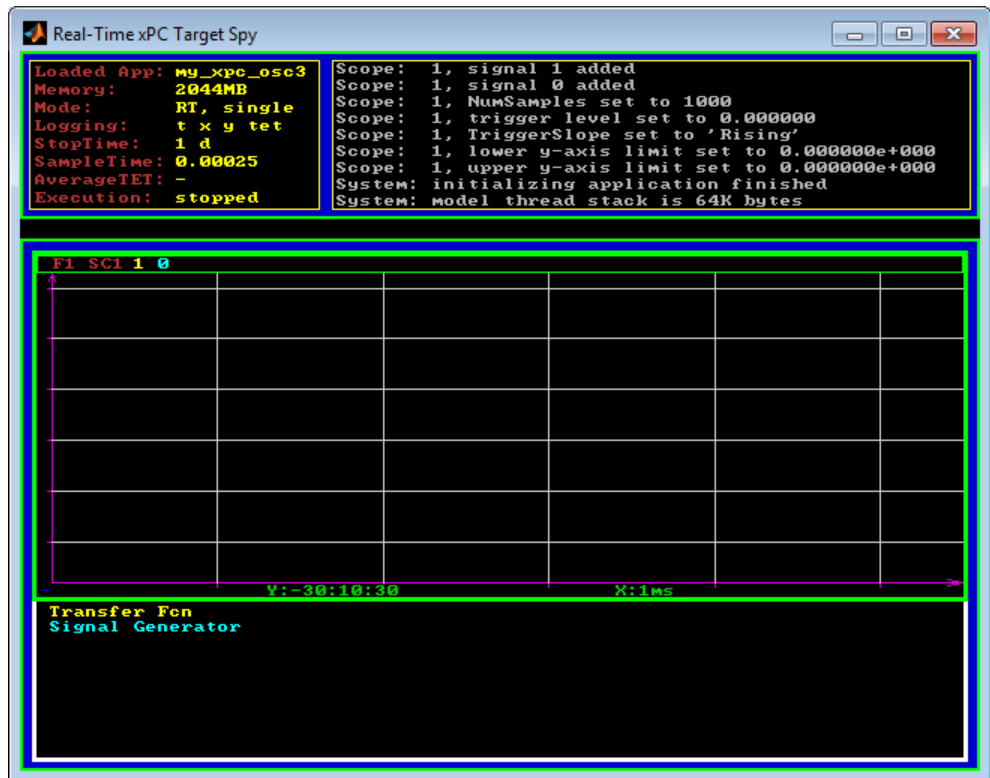 Real-Time xPC Target Spy
Loaded App: my_xpc_osc3
Memory: 2044MB
Mode: RT, single
Logging: t x y tet
StopTime: 1 d
SampleTime: 0.00025
AverageTET: -
Execution: stopped
Scope: 1, signal 1 added
Scope: 1, signal 0 added
Scope: 1, NumSamples set to 1000
Scope: 1, trigger level set to 0.000000
Scope: 1, TriggerSlope set to 'Rising'
Scope: 1, lower y-axis limit set to 0.000000e+000
Scope: 1, upper y-axis limit set to 0.000000e+000
System: initializing application finished
System: model thread stack is 64K bytes
F1 SC1 1 0
Y:-30:10:30 X:1ms
Transfer Fcn
Signal Generator